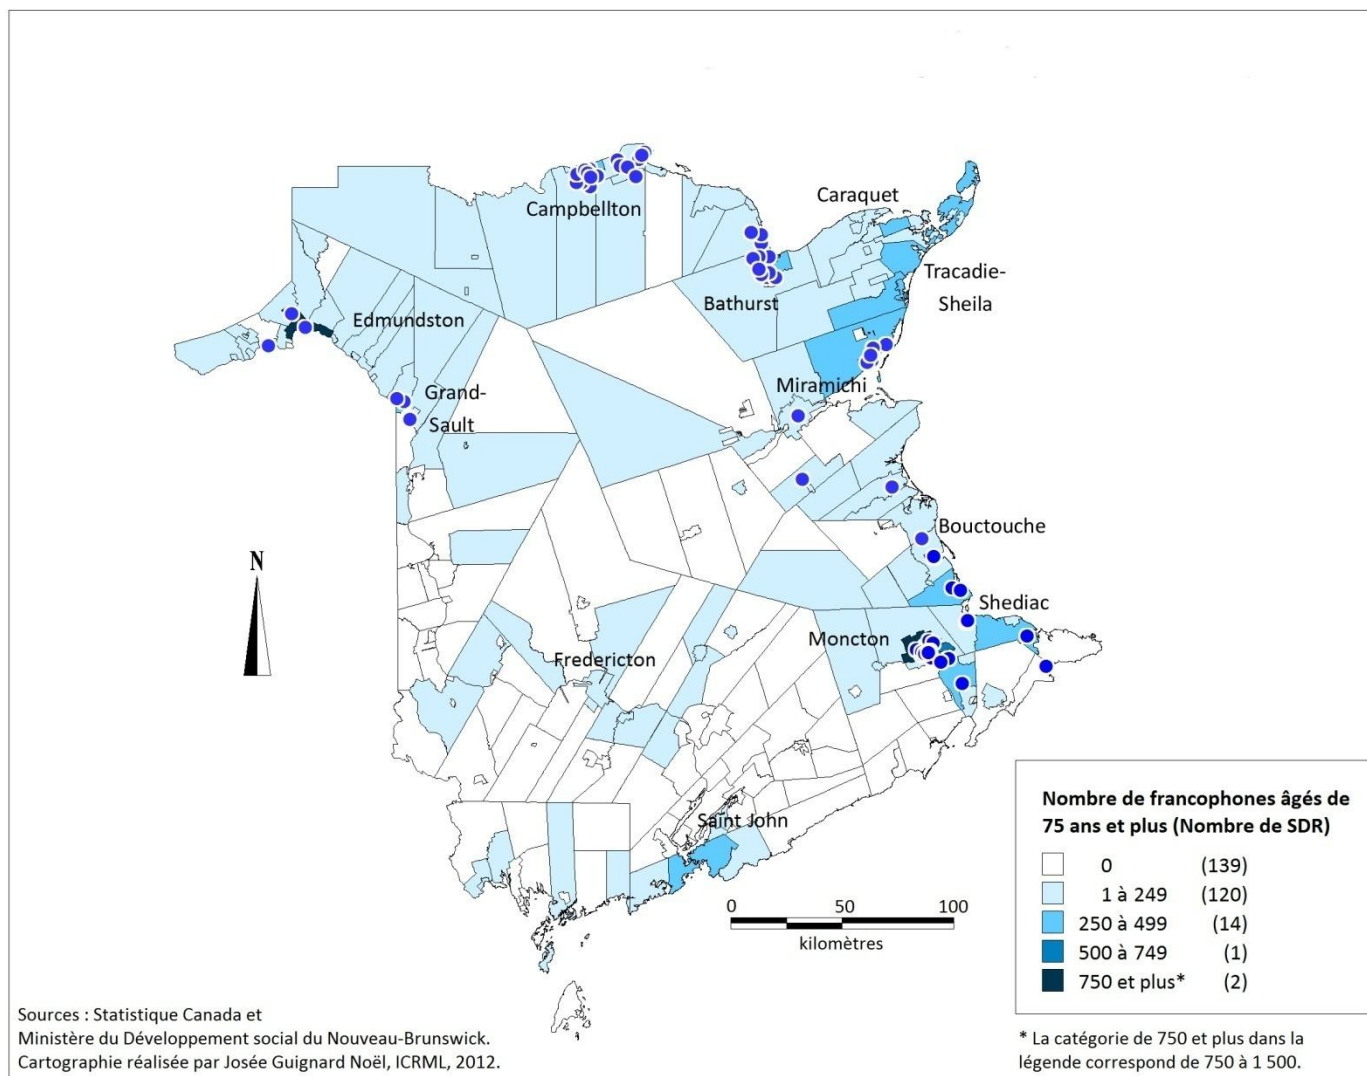 Caraquet
Campbellton
Tracadie-
Sheila
Bathurst
Edmundston
Miramichi
Grand-
Sault
Bouctouche
N
Shediac
Moncton
Fredericton
Saint John
0 50 100
kilomètres
Nombre de francophones âgés de
75 ans et plus (Nombre de SDR)
0 (139)
1 à 249 (120)
250 à 499 (14)
500 à 749 (1)
750 et plus* (2)
Sources : Statistique Canada et
Ministère du Développement social du Nouveau-Brunswick.
Cartographie réalisée par Josée Guignard Noël, ICRML, 2012.
* La catégorie de 750 et plus dans la
légende correspond de 750 à 1 500.